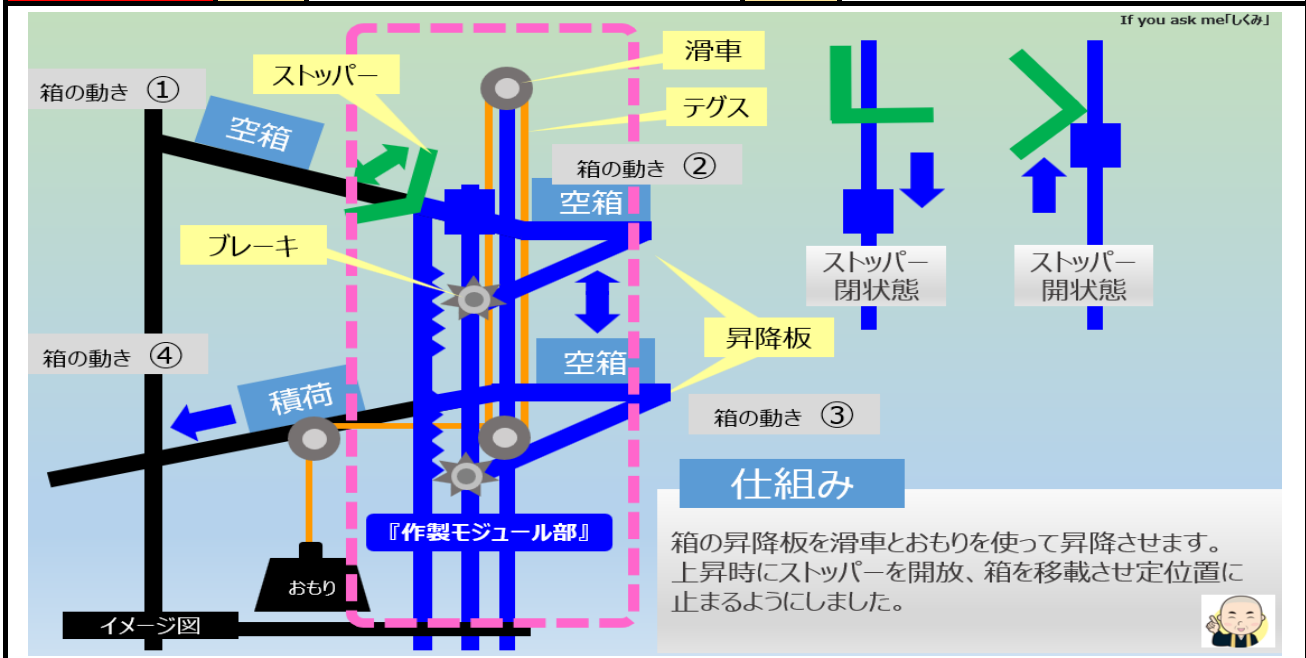 If you ask me「しくみ」
滑車
ストッパー
箱の動き ①
テグス
空箱
箱の動き ②
空箱
ブレーキ
ストッパー
閉状態
ストッパー
開状態
昇降板
箱の動き ④
空箱
積荷
箱の動き ③
仕組み
『作製モジュール部』
箱の昇降板を滑車とおもりを使って昇降させます。
上昇時にストッパーを開放、箱を移載させ定位置に
止まるようにしました。
おもり
イメージ図